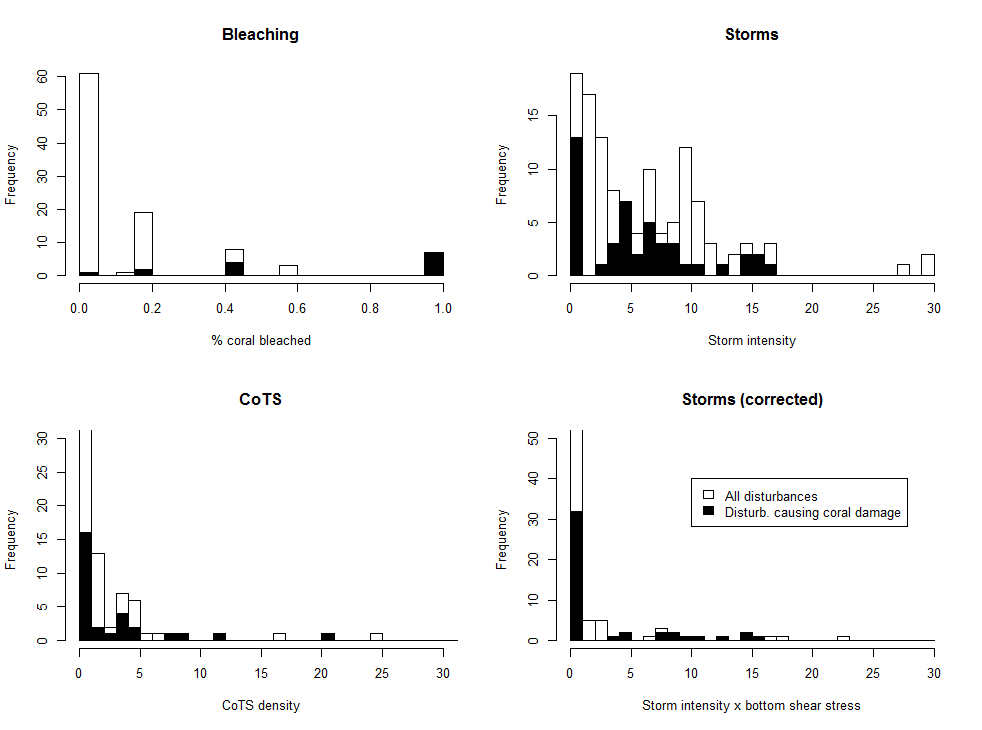 Bleaching
Frequency
0 10 20 30 40 50 60
0.0 0.2 0.4 0.6 0.8 1.0
% coral bleached
Storms
Frequency
0 5 10 15
0 5 10 15 20 25 30
Storm intensity
CoTS
Frequency
0 5 10 15 20 25 30
0 5 10 15 20 25 30
CoTS density
Storms (corrected)
Frequency
0 10 20 30 40 50
All disturbances
Disturb. causing coral damage
0 5 10 15 20 25 30
Storm intensity x bottom shear stress